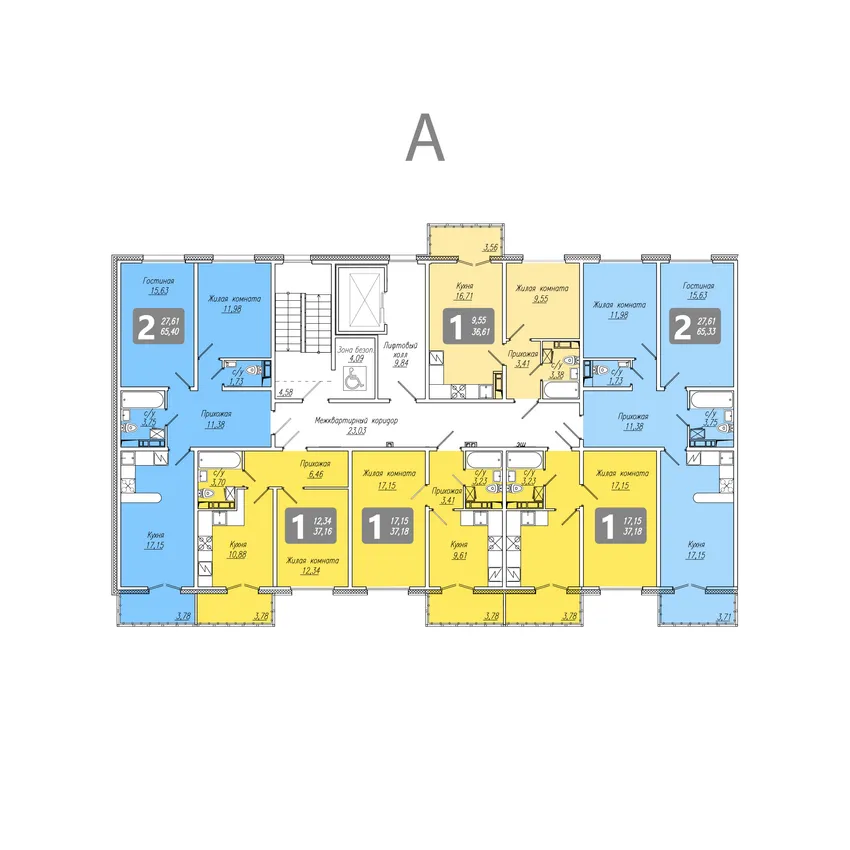 А
3,56
Гостиная
15,63
Жилая комната
11,98
2
27,61
65,40
Зона безоп.
4,09
Лифтовый
холл
9,84
4,58
Кухня
16,71
1
9,55
36,61
Жилая комната
9,55
Прихожая
3,41
с/у
3,38
Жилая комната
11,98
Гостиная
15,63
2
27,61
65,33
с/у
1,73
с/у
1,73
с/у
3,75
Прихожая
11,38
Межквартирный коридор
23,03
Прихожая
11,38
с/у
3,75
с/у
3,70
Прихожая
6,46
Жилая комната
17,15
Прихожая
3,41
с/у
3,23
с/у
3,23
Жилая комната
17,15
Кухня
17,15
Кухня
10,88
1
12,34
37,16
Жилая комната
12,34
1
17,15
37,18
Кухня
9,61
1
17,15
37,18
Кухня
17,15
3,78
3,78
3,78
3,78
3,71